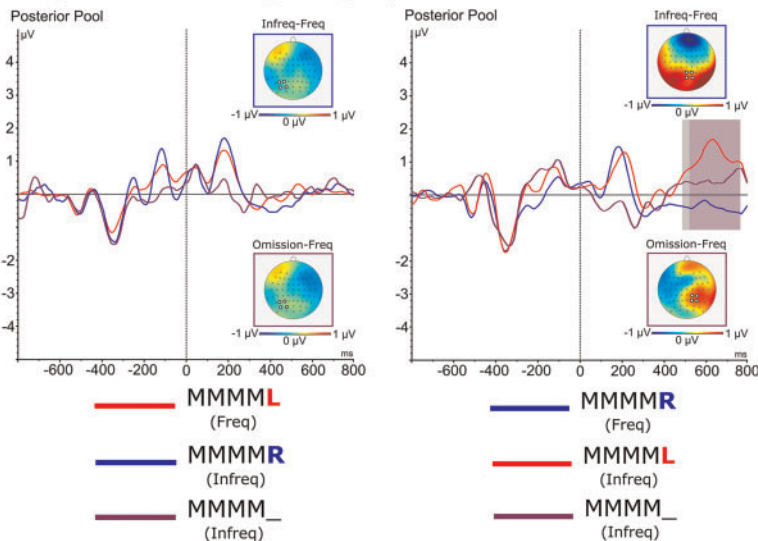 Posterior Pool
µV
4
3
2
1
-2
-3
-4
-600
-400
-200
0
200
400
600
800
ms
Infreq-Freq
-1 µV
0 µV
1 µV
Omission-Freq
-1 µV
0 µV
1 µV
MMMML
(Freq)
MMMMR
(Infreq)
MMMM_
(Infreq)
Posterior Pool
µV
4
3
2
1
-2
-3
-4
-600
-400
-200
0
200
400
600
800
ms
Infreq-Freq
-1 µV
0 µV
1 µV
Omission-Freq
-1 µV
0 µV
1 µV
MMMMR
(Freq)
MMMML
(Infreq)
MMMM_
(Infreq)